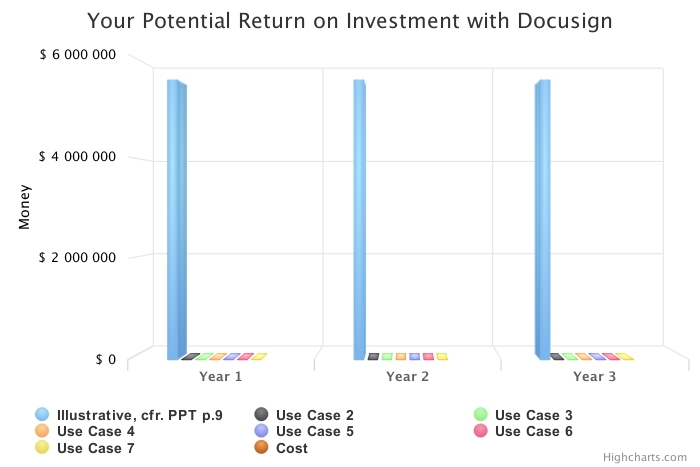 Your Potential Return on Investment with Docusign
$ 6 000 000
$ 4 000 000
$ 2 000 000
$ 0
Money
Year 1
Year 2
Year 3
Illustrative, cfr. PPT p.9
Use Case 2
Use Case 3
Use Case 4
Use Case 5
Use Case 6
Use Case 7
Cost
Highcharts.com